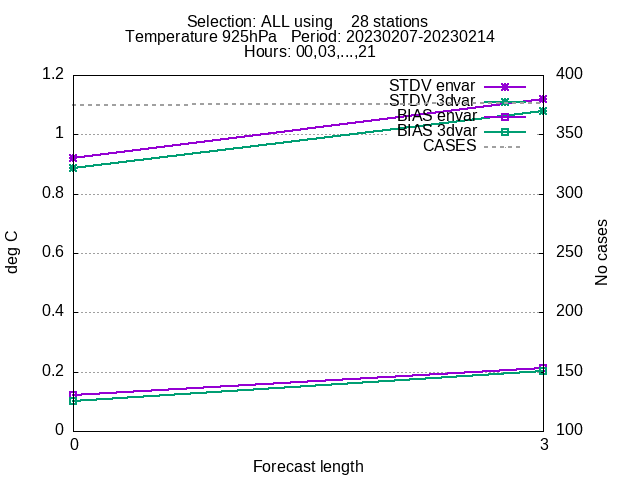 Selection: ALL using 28 stations
Temperature 925hPa Period: 20230207-20230214
Hours: 00,03,...,21
1.2
1
0.8
0.6
0.4
0.2
0
400
350
300
250
200
150
100
STDV envar
STDV 3dvar
BIAS envar
BIAS 3dvar
CASES
deg C
No cases
0
3
Forecast length